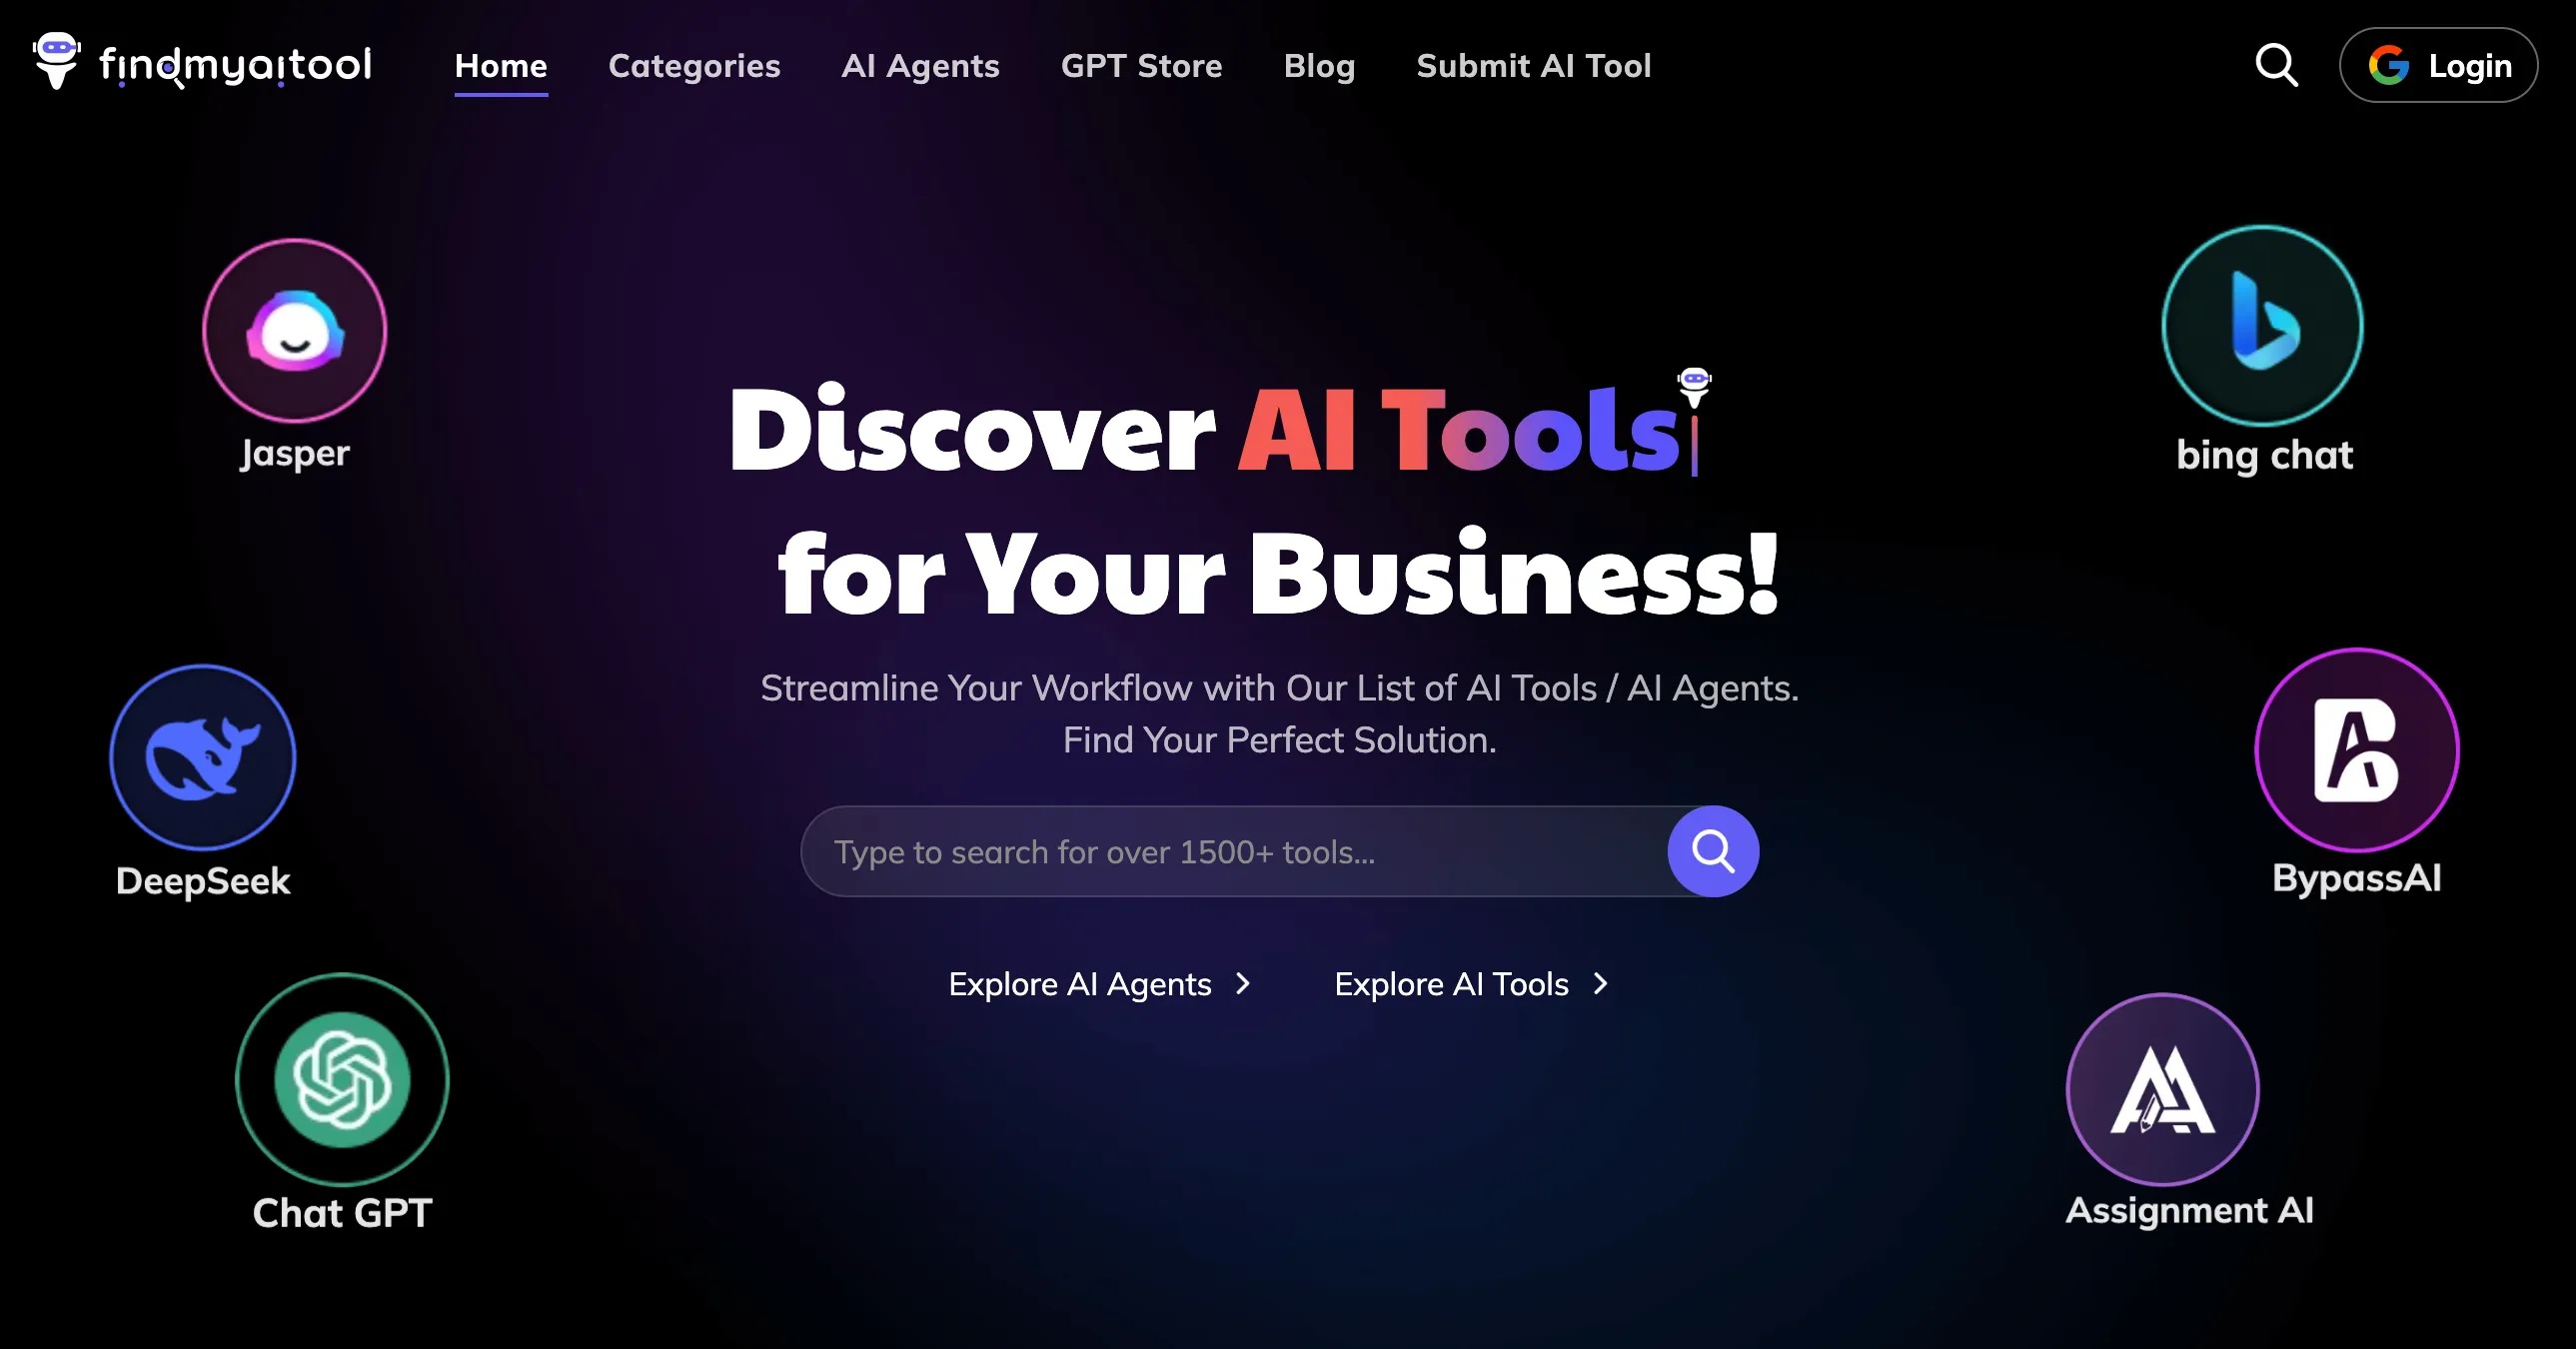 findmyaitool
Home
Categories
AI Agents
GPT Store
Blog
Submit AI Tool
Login
Jasper
bing chat
Discover AI Tools
for Your Business!
Streamline Your Workflow with Our List of AI Tools / AI Agents.
Find Your Perfect Solution.
Type to search for over 1500+ tools...
DeepSeek
BypassAI
Explore AI Agents
Explore AI Tools
Chat GPT
Assignment AI